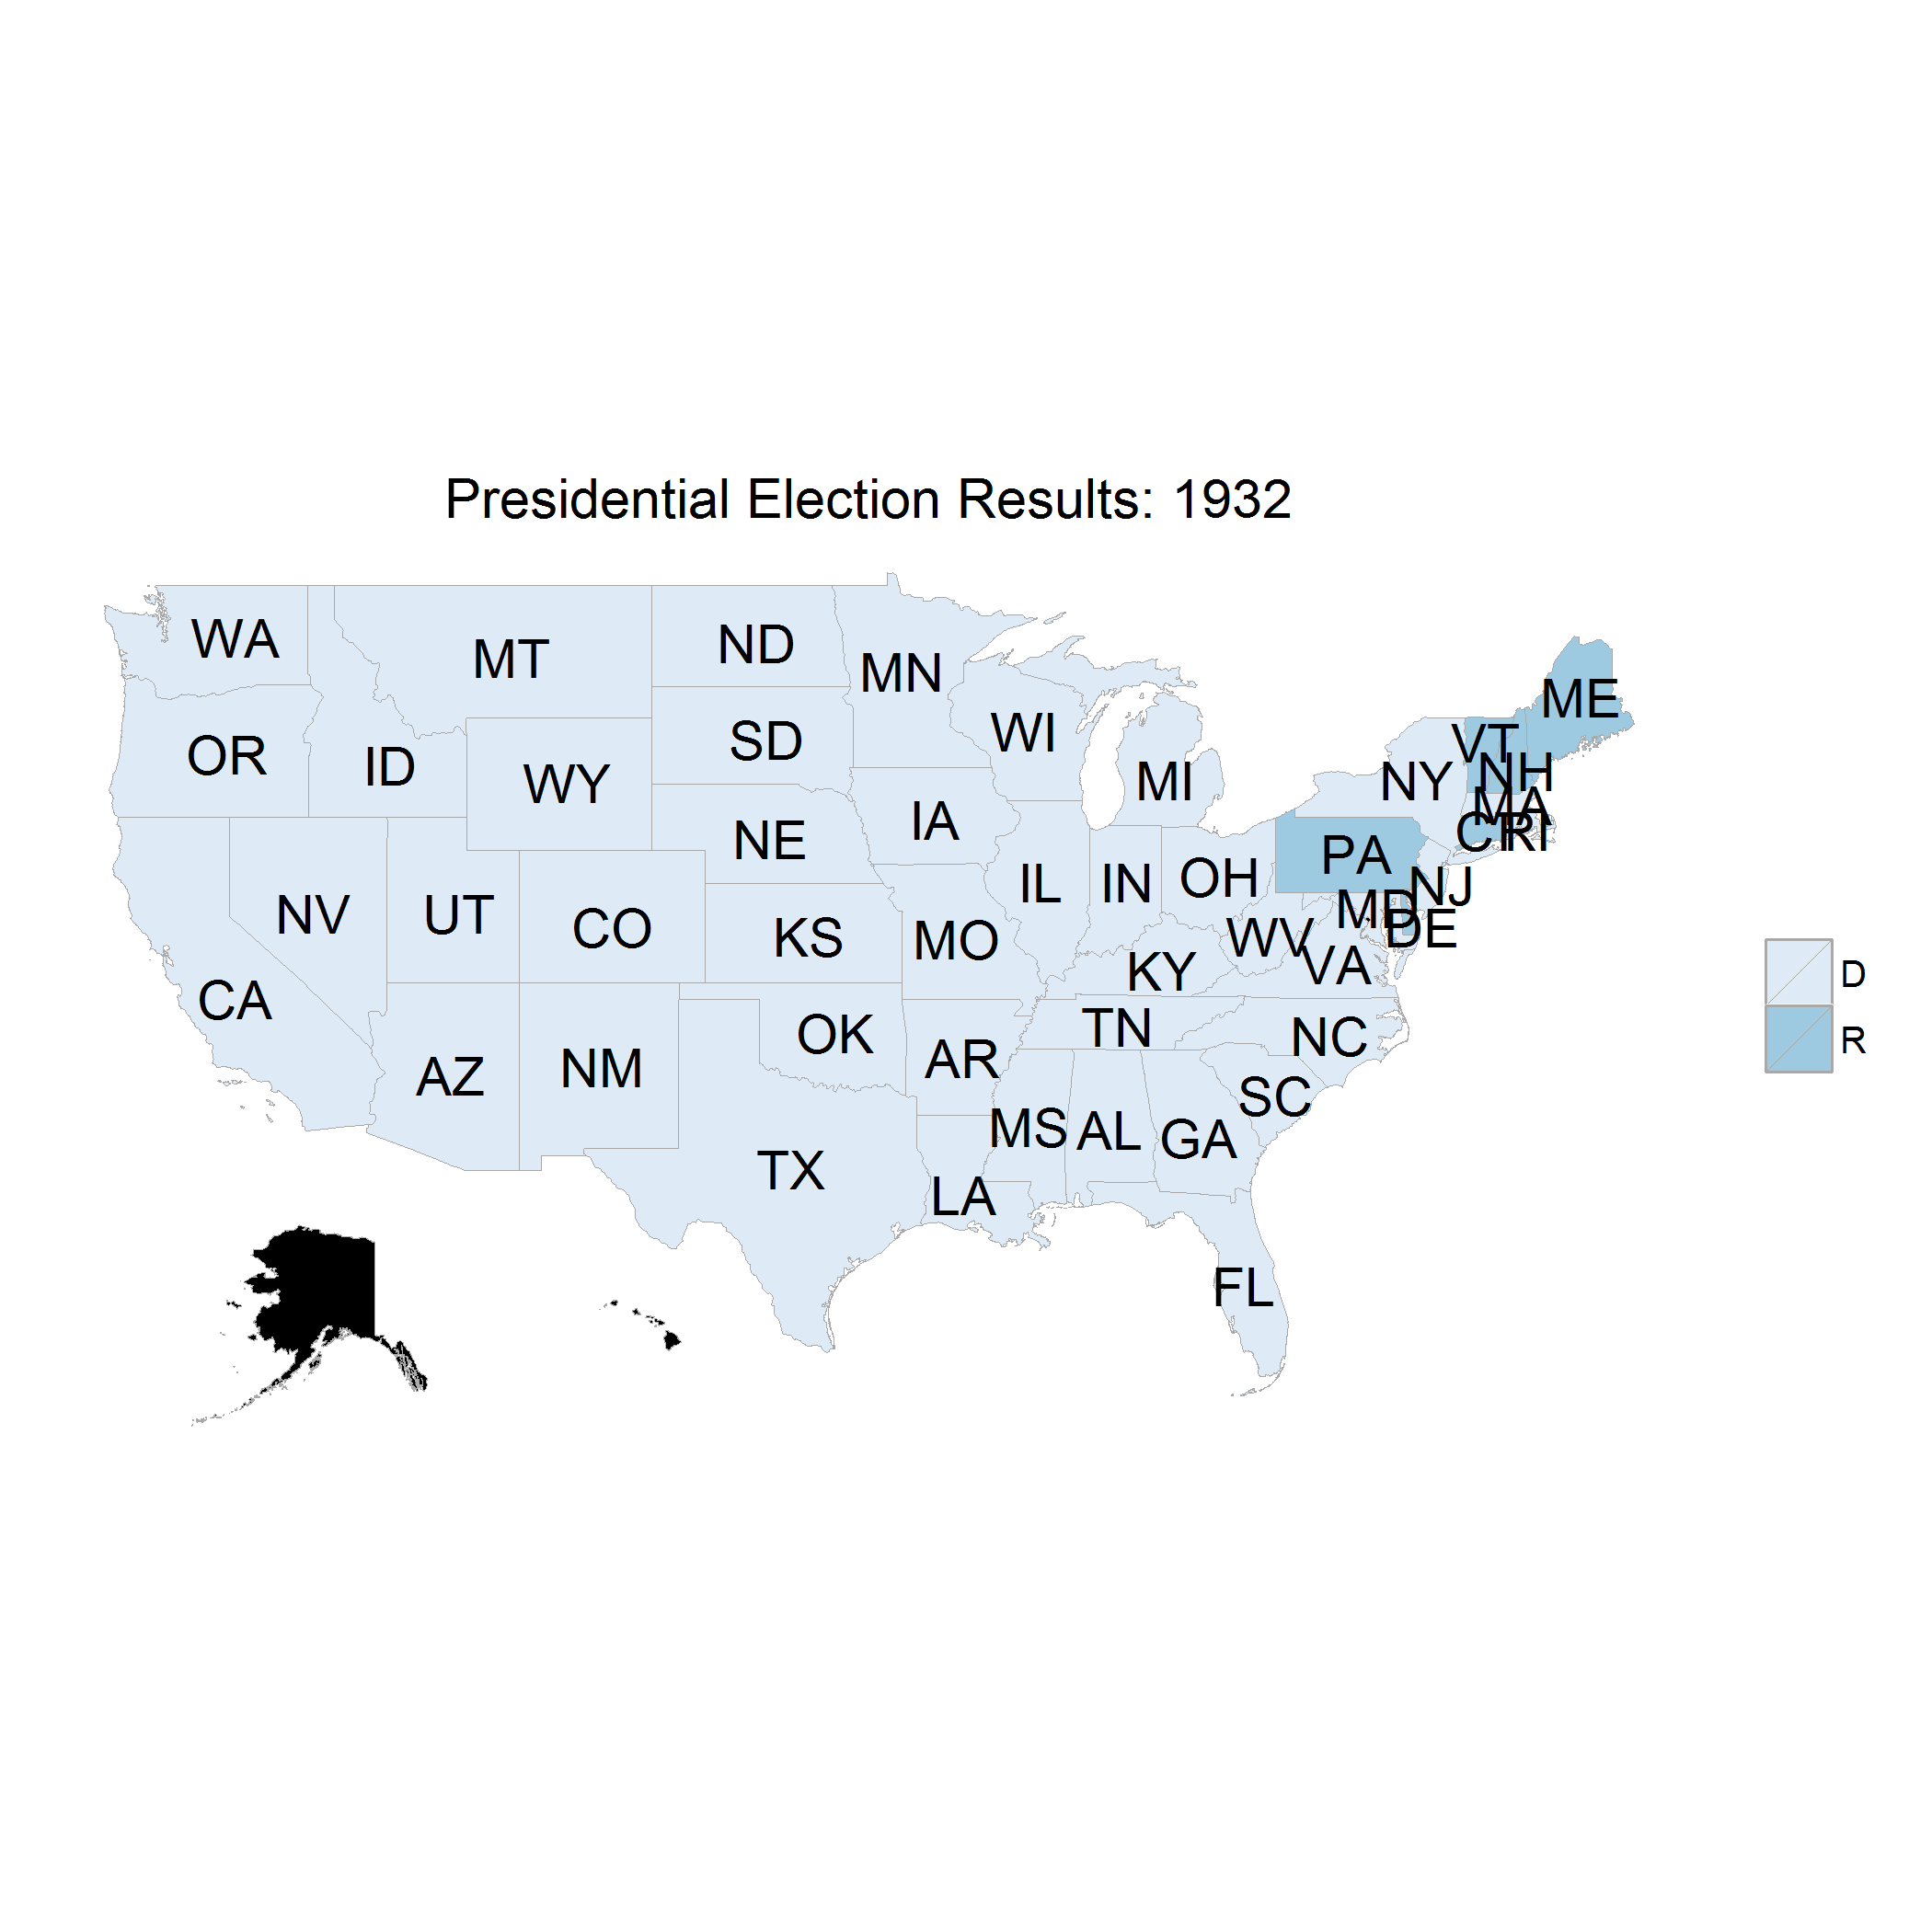 Presidential Election Results: 1932
WA
MT
ND
MN
ME
OR
ID
WY
SD
WI
MI
NY
VT
NH
MA
CT
RI
NE
IA
PA
NV
UT
CO
KS
MO
IL
IN
OH
NJ
MD
DE
WV
VA
KY
CA
AZ
NM
OK
AR
TN
NC
SC
MS
AL
GA
TX
LA
FL
D
R